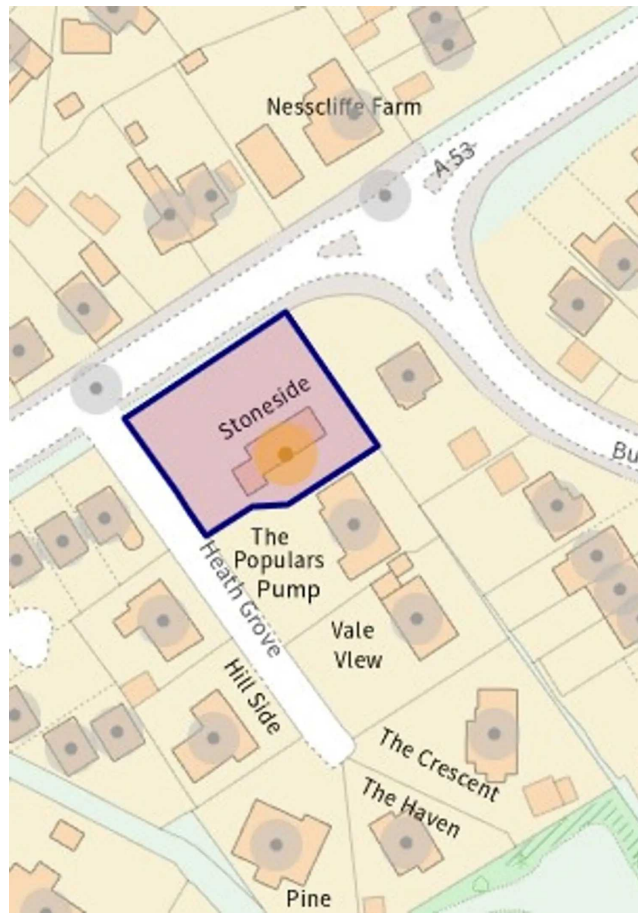 Nesscliffe Farm
A 53
Stoneside
Bu
The
Populars
Pump
Heath Grove
Vale
VIew
Hill Side
The Crescent
The Haven
Pine